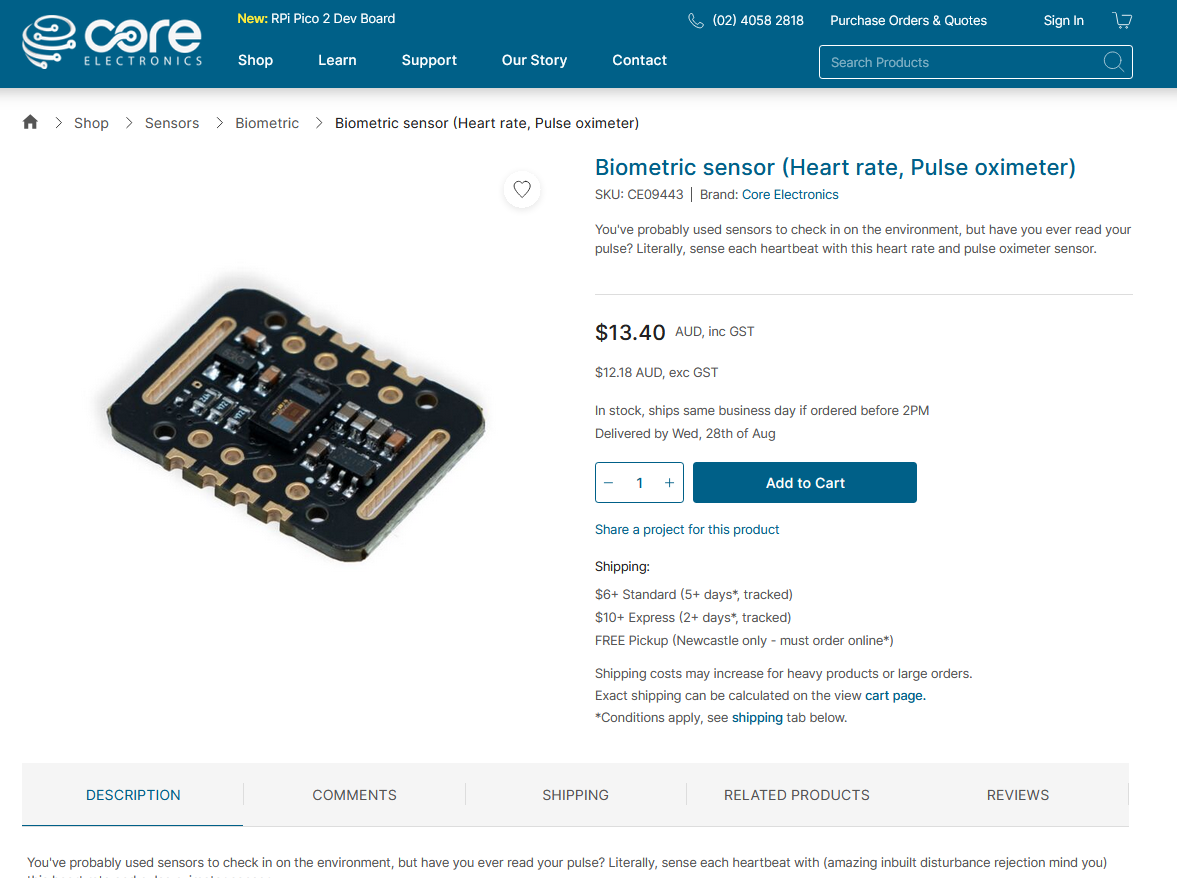 core
ELECTRONICS
New: RPi Pico 2 Dev Board
(02) 4058 2818
Purchase Orders & Quotes
Sign In
Shop
Learn
Support
Our Story
Contact
Search Products
Shop
Sensors
Biometric
Biometric sensor (Heart rate, Pulse oximeter)
Biometric sensor (Heart rate, Pulse oximeter)
SKU: CE09443 | Brand: Core Electronics
You've probably used sensors to check in on the environment, but have you ever read your
pulse? Literally, sense each heartbeat with this heart rate and pulse oximeter sensor.
$13.40 AUD, inc GST
$12.18 AUD, exc GST
In stock, ships same business day if ordered before 2PM
Delivered by Wed, 28th of Aug
− 1 +
Add to Cart
Share a project for this product
Shipping:
$6+ Standard (5+ days*, tracked)
$10+ Express (2+ days*, tracked)
FREE Pickup (Newcastle only - must order online*)
Shipping costs may increase for heavy products or large orders.
Exact shipping can be calculated on the view cart page.
*Conditions apply, see shipping tab below.
DESCRIPTION
COMMENTS
SHIPPING
RELATED PRODUCTS
REVIEWS
You've probably used sensors to check in on the environment, but have you ever read your pulse? Literally, sense each heartbeat with (amazing inbuilt disturbance rejection mind you)